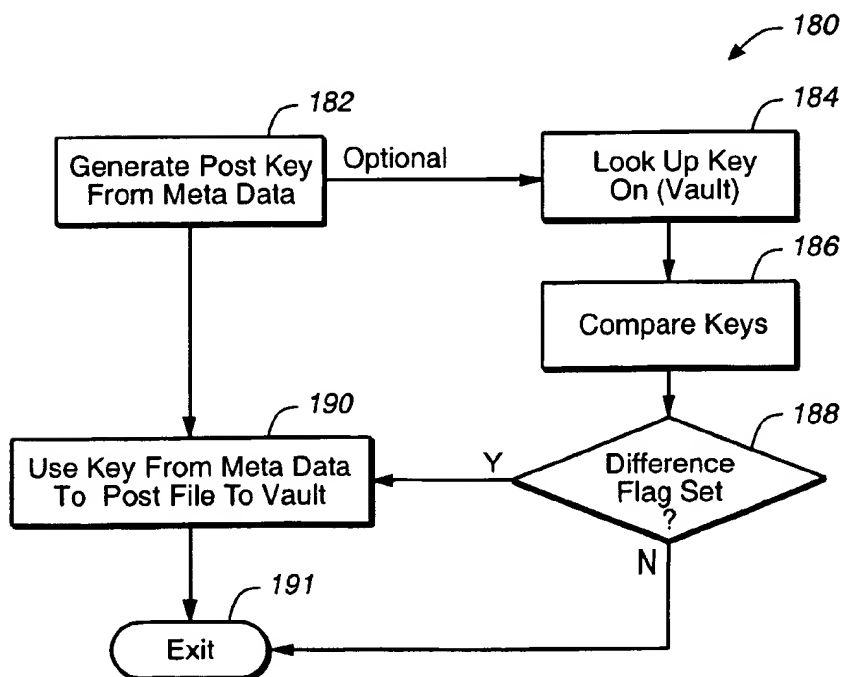 180
182
Generate Post Key
From Meta Data
Optional
184
Look Up Key
On (Vault)
186
Compare Keys
188
Difference
Flag Set
?
Y
N
190
Use Key From Meta Data
To Post File To Vault
191
Exit